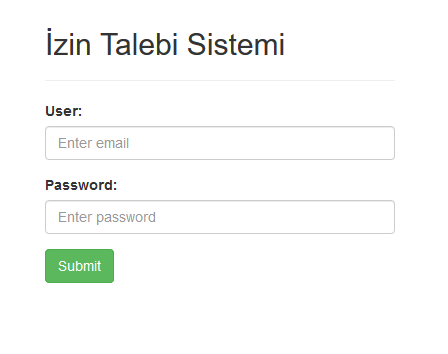 İzin Talebi Sistemi
User:
Enter email
Password:
Enter password
Submit